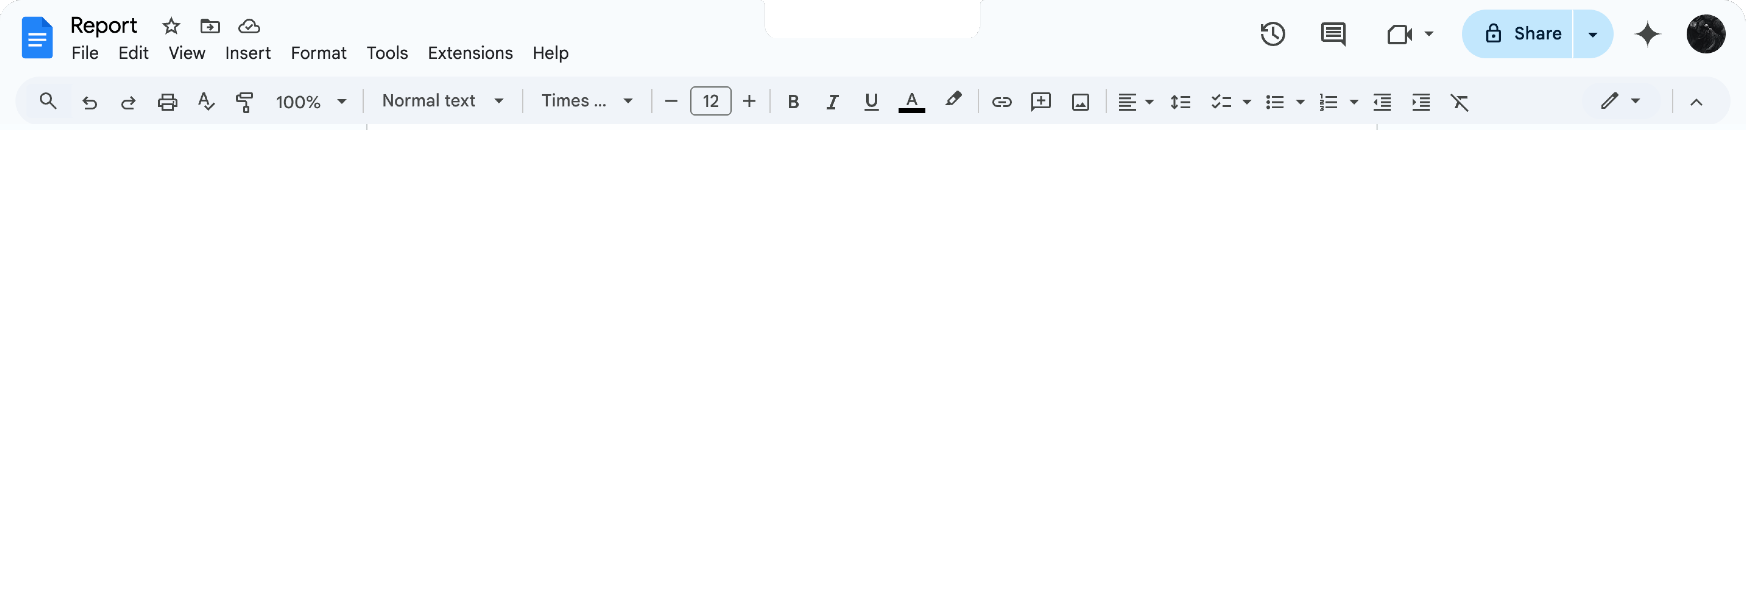 Report
File Edit View Insert Format Tools Extensions Help
Share
100% Normal text Times ... 12 B I U A